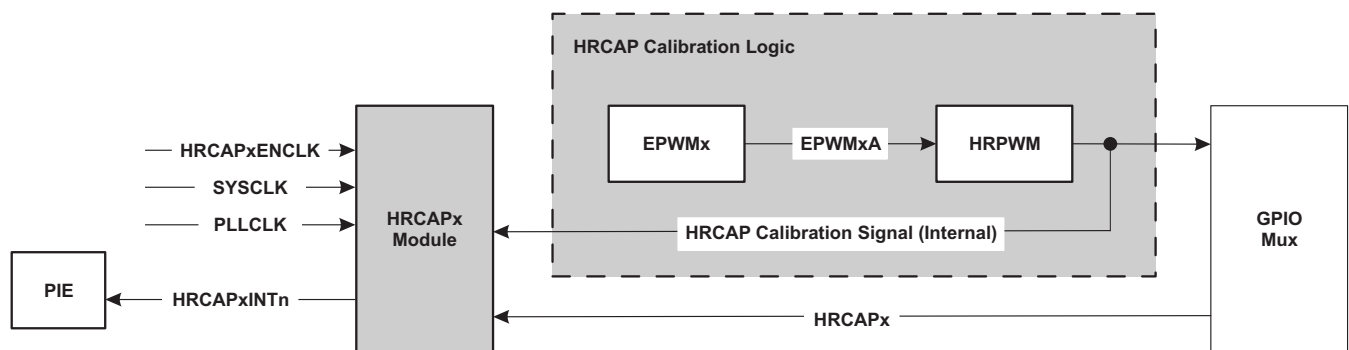 HRCAP Calibration Logic
EPWMx
EPWMxA
HRPWM
HRCAPxENCLK
SYSCLK
PLLCLK
HRCAPx
Module
HRCAP Calibration Signal (Internal)
GPIO
Mux
PIE
HRCAPxINTn
HRCAPx